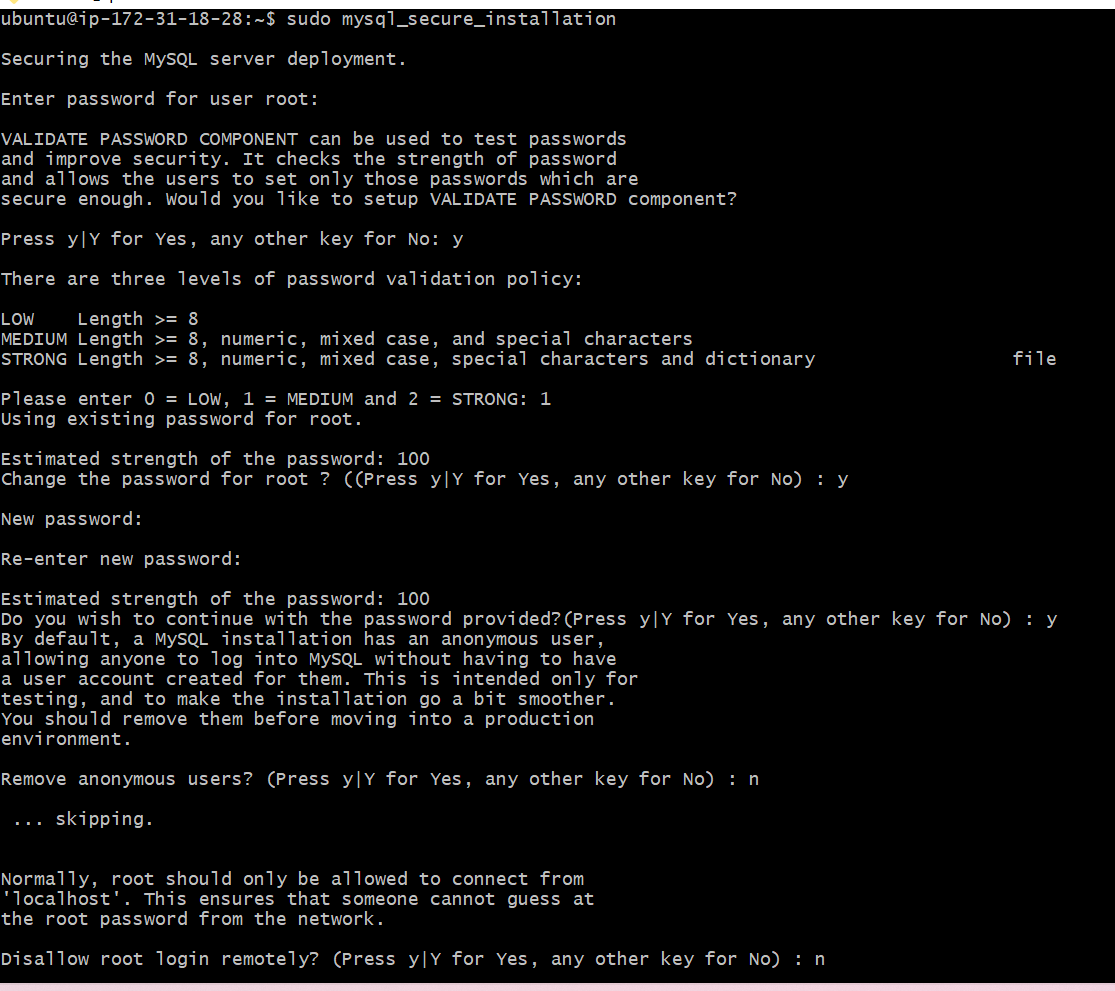 ubuntu@ip-172-31-18-28:~$ sudo mysql_secure_installation
Securing the MySQL server deployment.
Enter password for user root:
VALIDATE PASSWORD COMPONENT can be used to test passwords
and improve security. It checks the strength of password
and allows the users to set only those passwords which are
secure enough. Would you like to setup VALIDATE PASSWORD component?
Press y|Y for Yes, any other key for No: y
There are three levels of password validation policy:
LOW    Length >= 8
MEDIUM Length >= 8, numeric, mixed case, and special characters
STRONG Length >= 8, numeric, mixed case, special characters and dictionary                  file
Please enter 0 = LOW, 1 = MEDIUM and 2 = STRONG: 1
Using existing password for root.
Estimated strength of the password: 100
Change the password for root ? ((Press y|Y for Yes, any other key for No) : y
New password:
Re-enter new password:
Estimated strength of the password: 100
Do you wish to continue with the password provided?(Press y|Y for Yes, any other key for No) : y
By default, a MySQL installation has an anonymous user,
allowing anyone to log into MySQL without having to have
a user account created for them. This is intended only for
testing, and to make the installation go a bit smoother.
You should remove them before moving into a production
environment.
Remove anonymous users? (Press y|Y for Yes, any other key for No) : n
 ... skipping.
Normally, root should only be allowed to connect from
'localhost'. This ensures that someone cannot guess at
the root password from the network.
Disallow root login remotely? (Press y|Y for Yes, any other key for No) : n